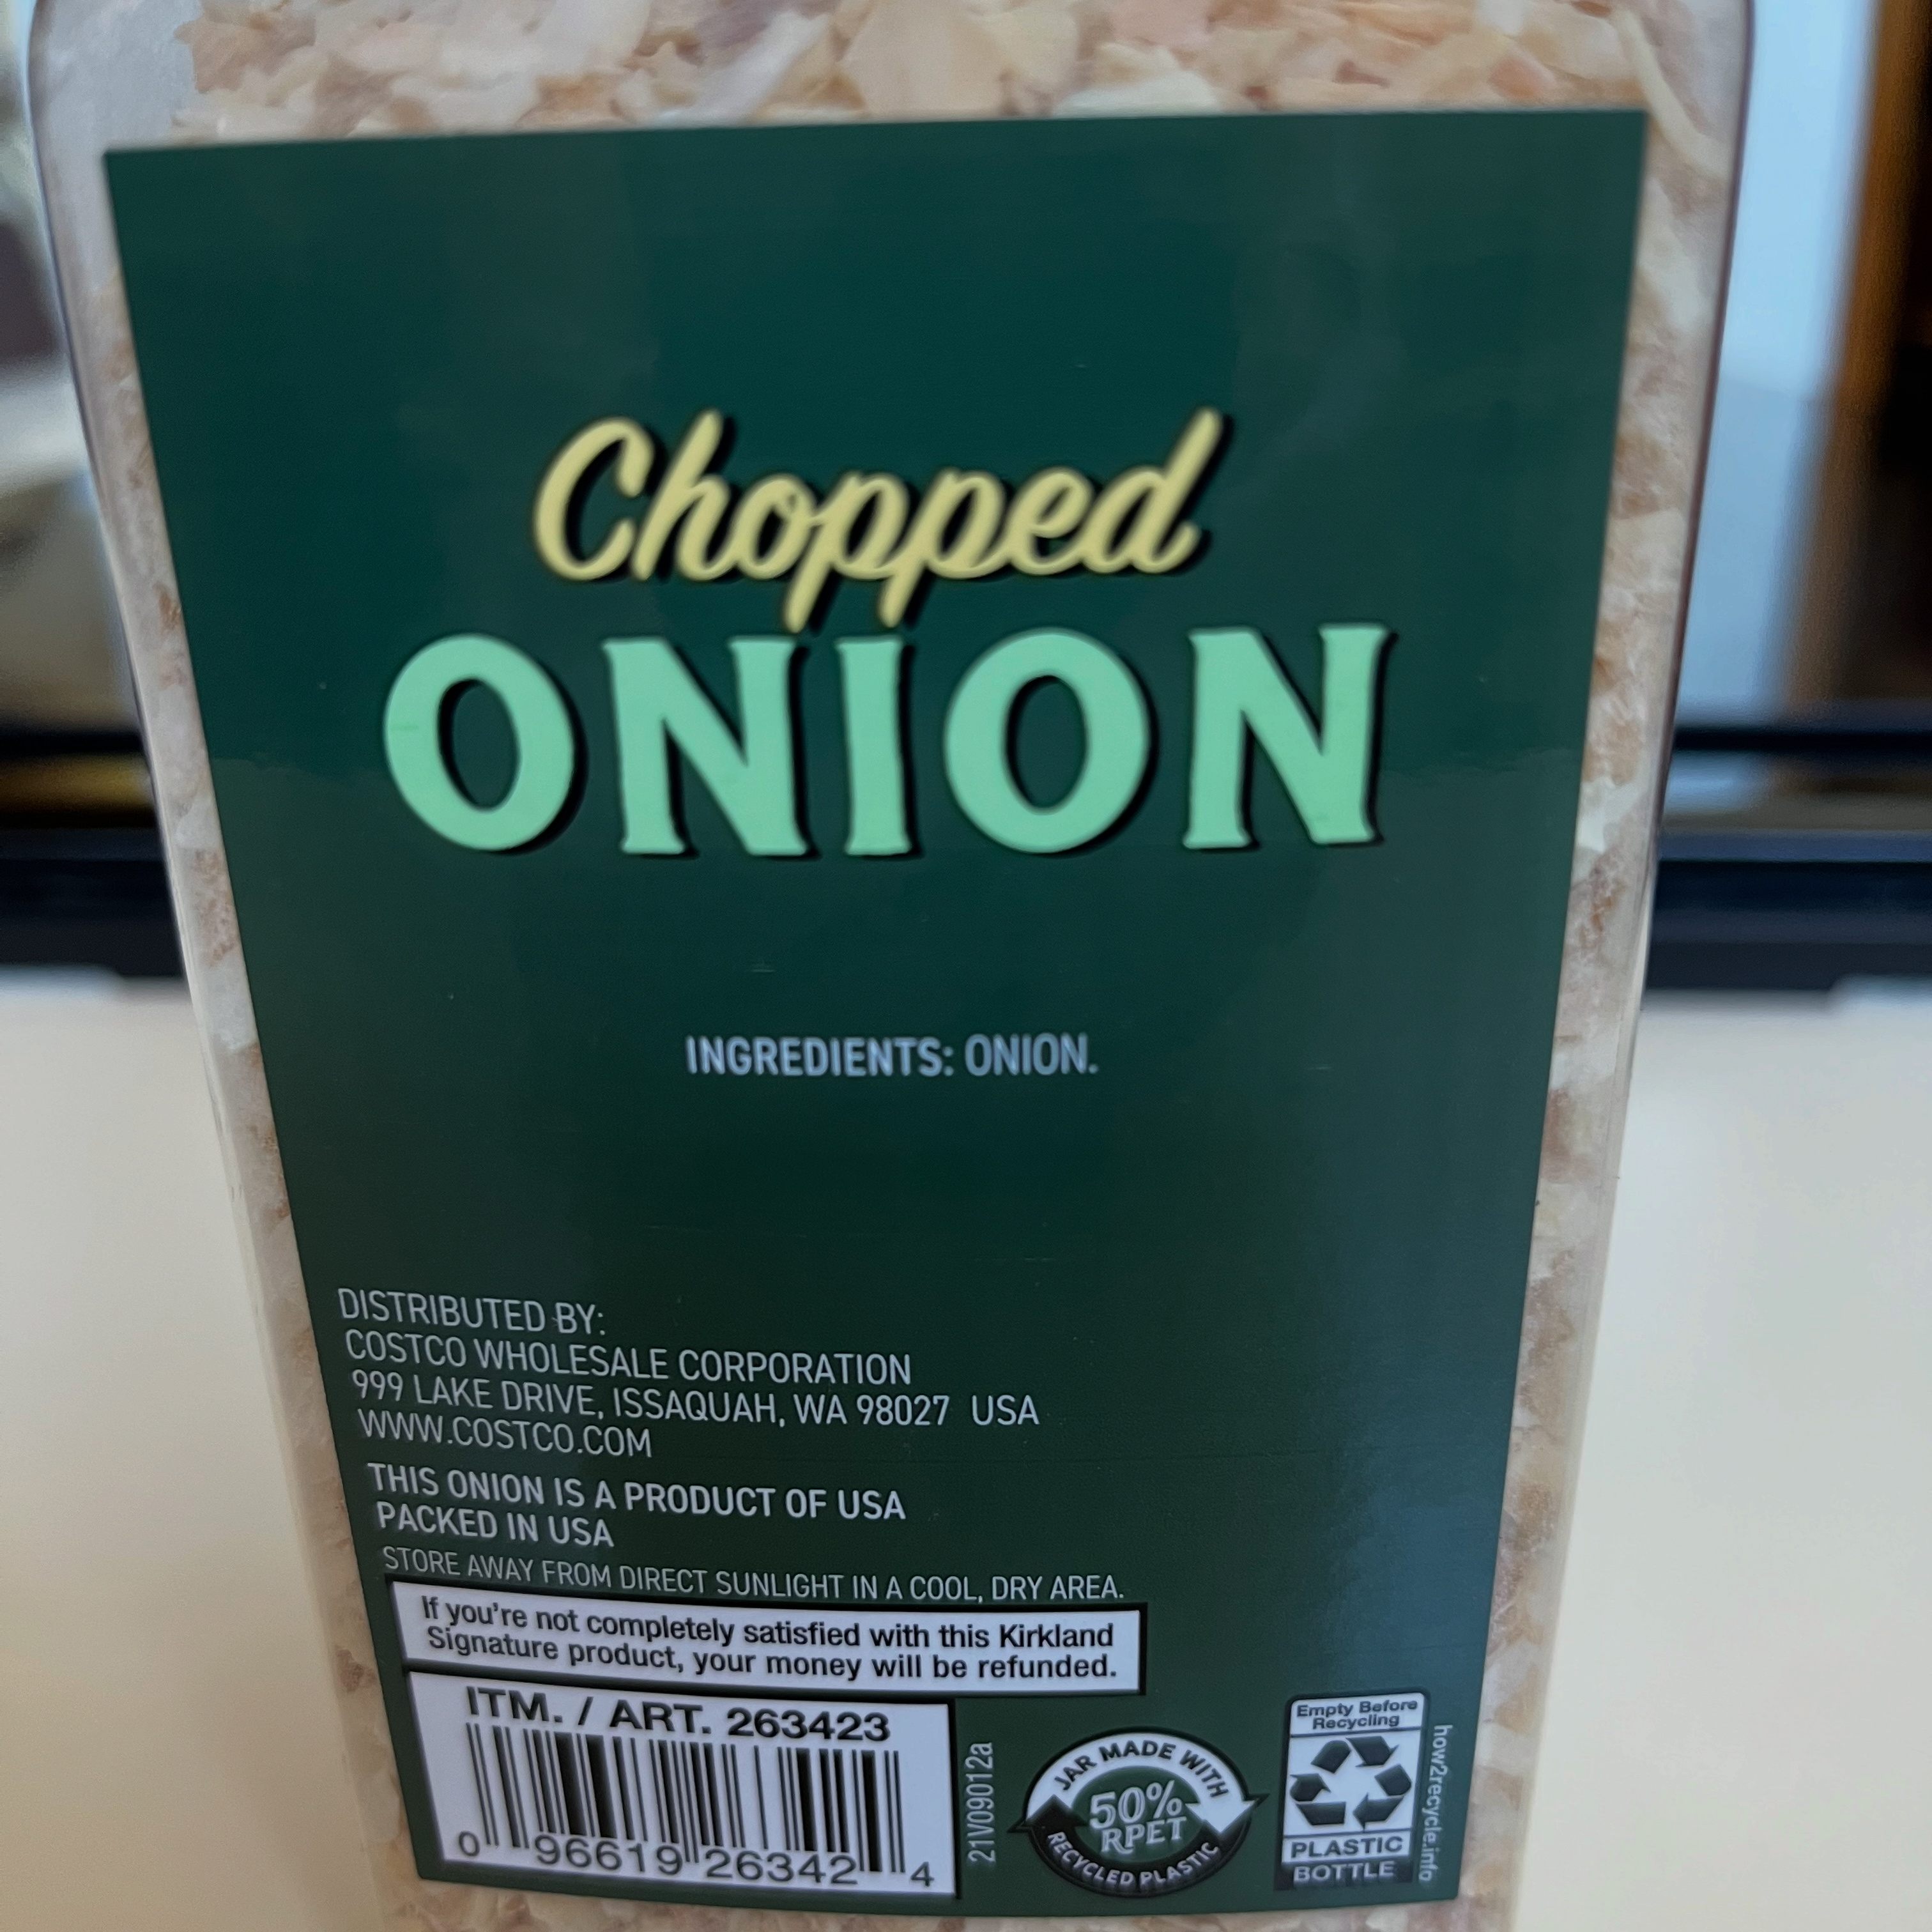 Chopped
ONION
INGREDIENTS: ONION.
DISTRIBUTED BY:
COSTCO WHOLESALE CORPORATION
999 LAKE DRIVE, ISSAQUAH, WA 98027 USA
WWW.COSTCO.COM
THIS ONION IS A PRODUCT OF USA
PACKED IN USA
STORE AWAY FROM DIRECT SUNLIGHT IN A COOL, DRY AREA.
If you're not completely satisfied with this Kirkland
Signature product, your money will be refunded.
ITM. / ART. 263423
0 96619 26342 4
21V09012a
JAR MADE WITH
50%
RPET
RECYCLED PLASTIC
Empty Before
Recycling
PLASTIC
BOTTLE
how2recycle.info